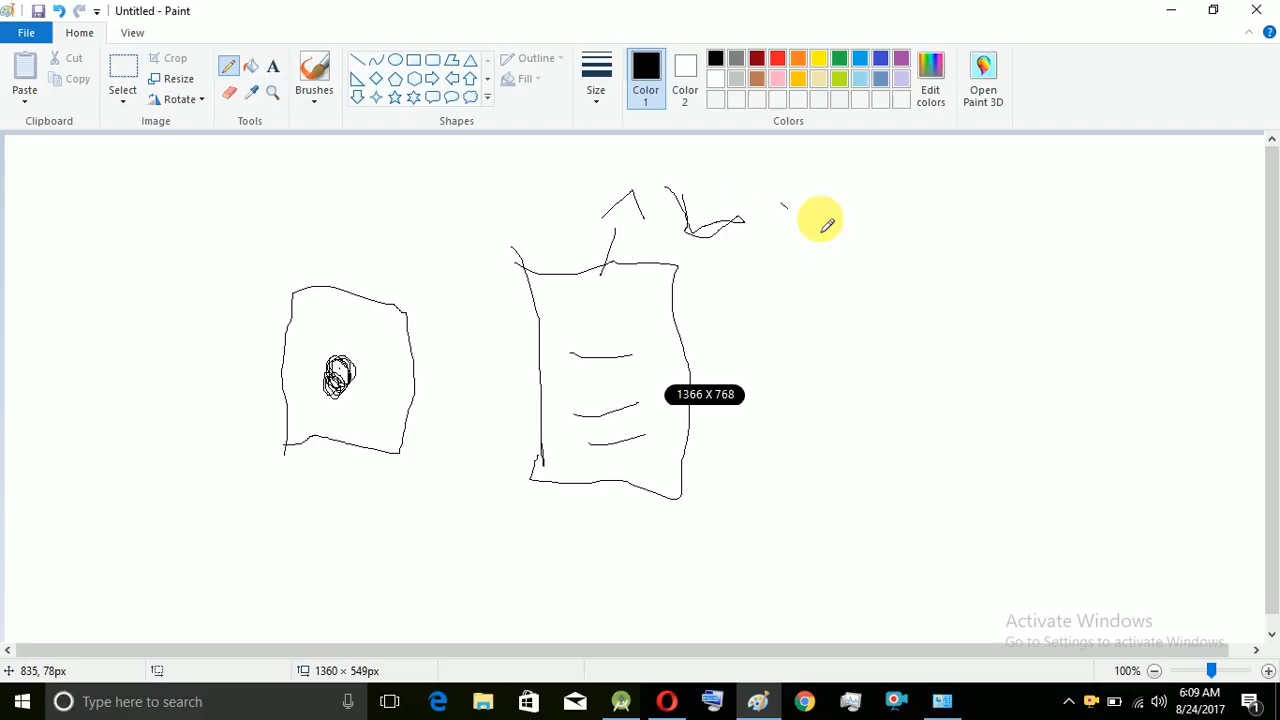 Untitled - Paint
File
Home
View
Paste
Cut
Copy
Clipboard
Select
Crop
Resize
Rotate
Image
A
Tools
Brushes
Shapes
Outline
Fill
Size
Color 1
Color 2
Colors
Edit colors
Open Paint 3D
1366 X 768
Activate Windows
Go to Settings to activate Windows.
835, 78px
1360 × 549px
100%
Type here to search
6:09 AM
8/24/2017
1